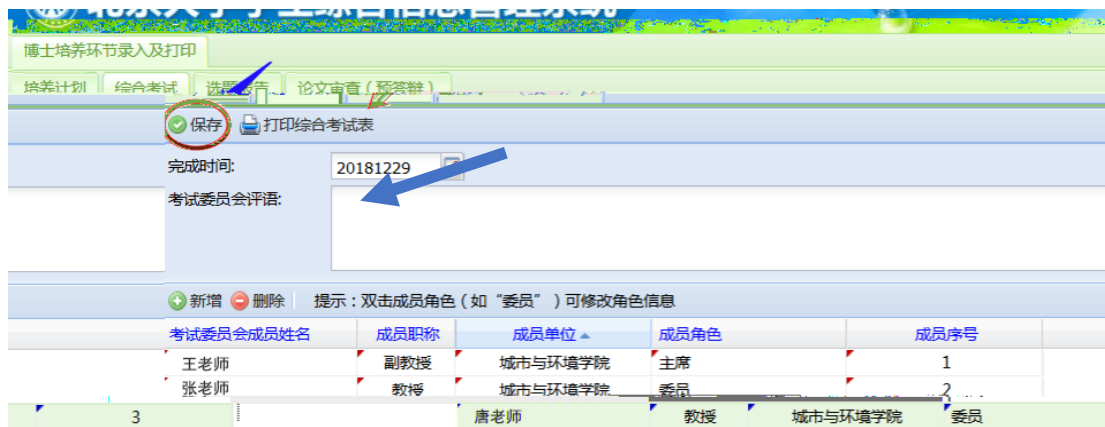 博士培养环节录入及打印
培养计划 综合考试 选题报告 论文审查(预答辩)
保存 打印综合考试表
完成时间: 20181229
考试委员会评语:
新增 删除 提示:双击成员角色(如“委员”)可修改角色信息
考试委员会成员姓名 成员职称 成员单位 成员角色 成员序号
王老师 副教授 城市与环境学院 主席 1
张老师 教授 城市与环境学院 委员 2
3 唐老师 教授 城市与环境学院 委员